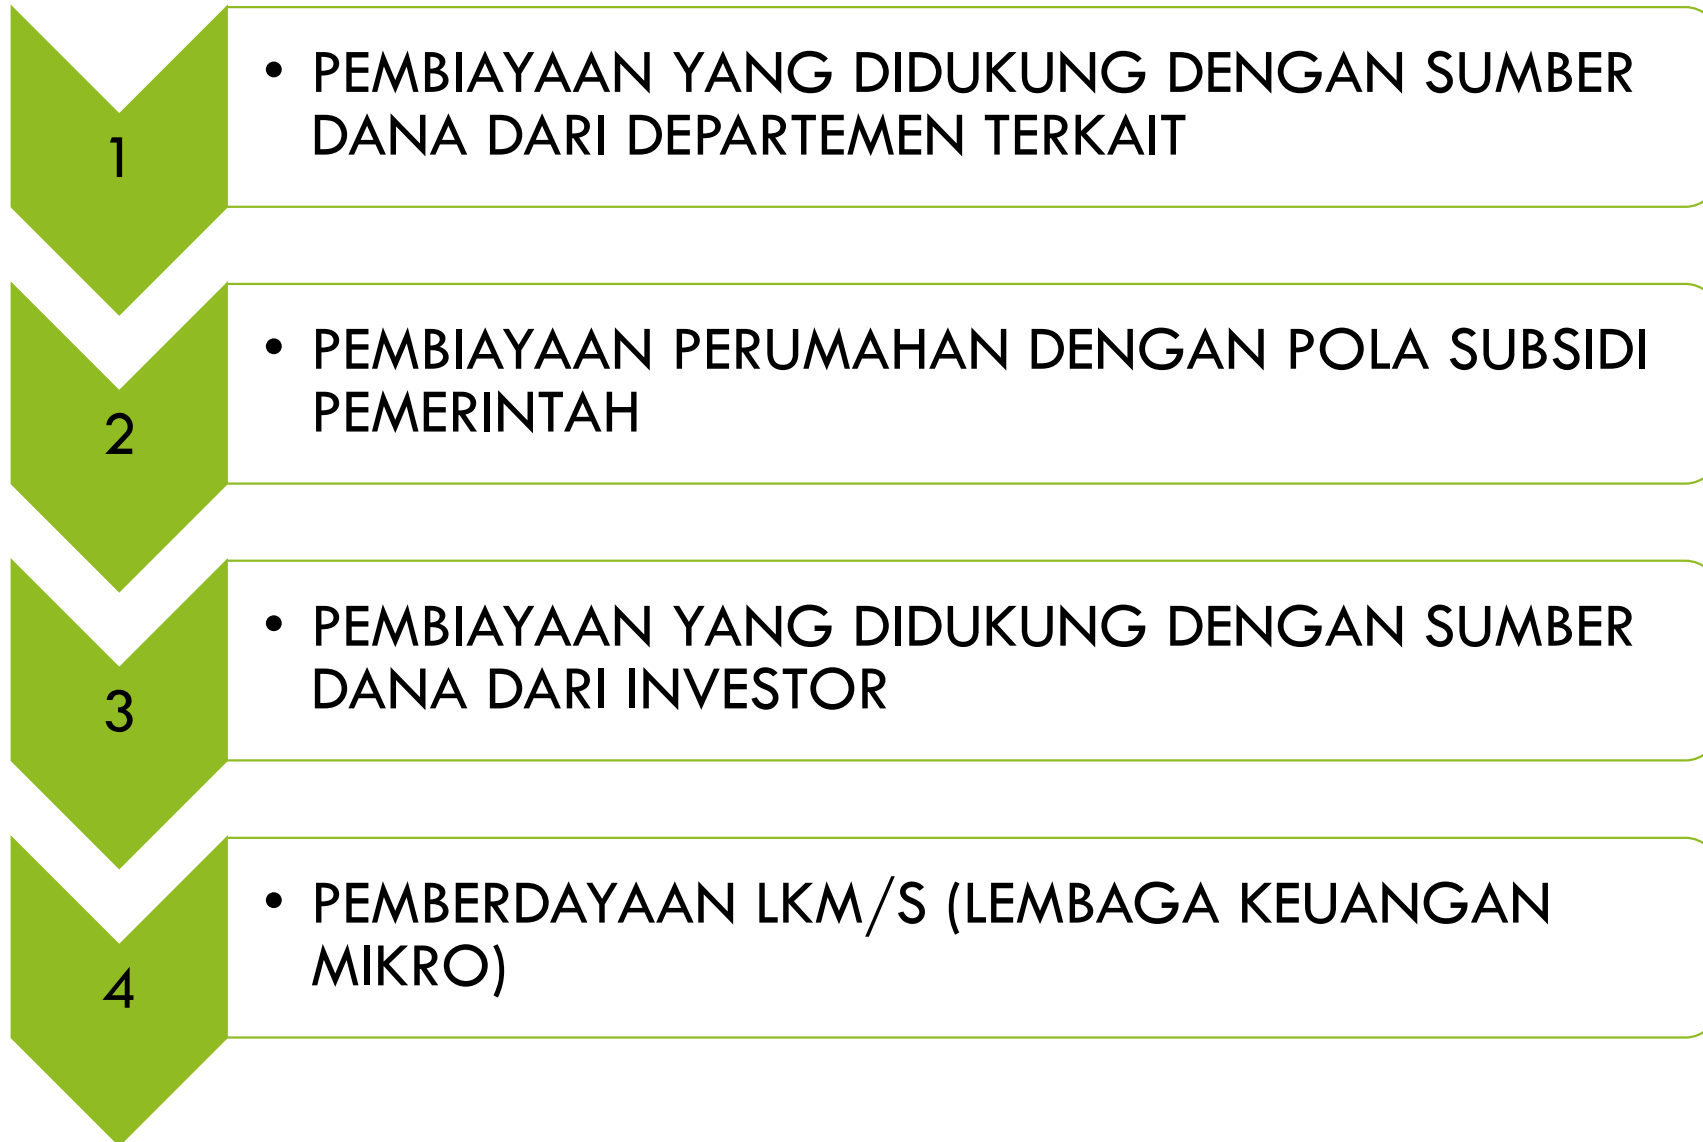 1
• PEMBIAYAAN YANG DIDUKUNG DENGAN SUMBER
DANA DARI DEPARTEMEN TERKAIT
2
• PEMBIAYAAN PERUMAHAN DENGAN POLA SUBSIDI
PEMERINTAH
3
• PEMBIAYAAN YANG DIDUKUNG DENGAN SUMBER
DANA DARI INVESTOR
4
• PEMBERDAYAAN LKM/S (LEMBAGA KEUANGAN
MIKRO)